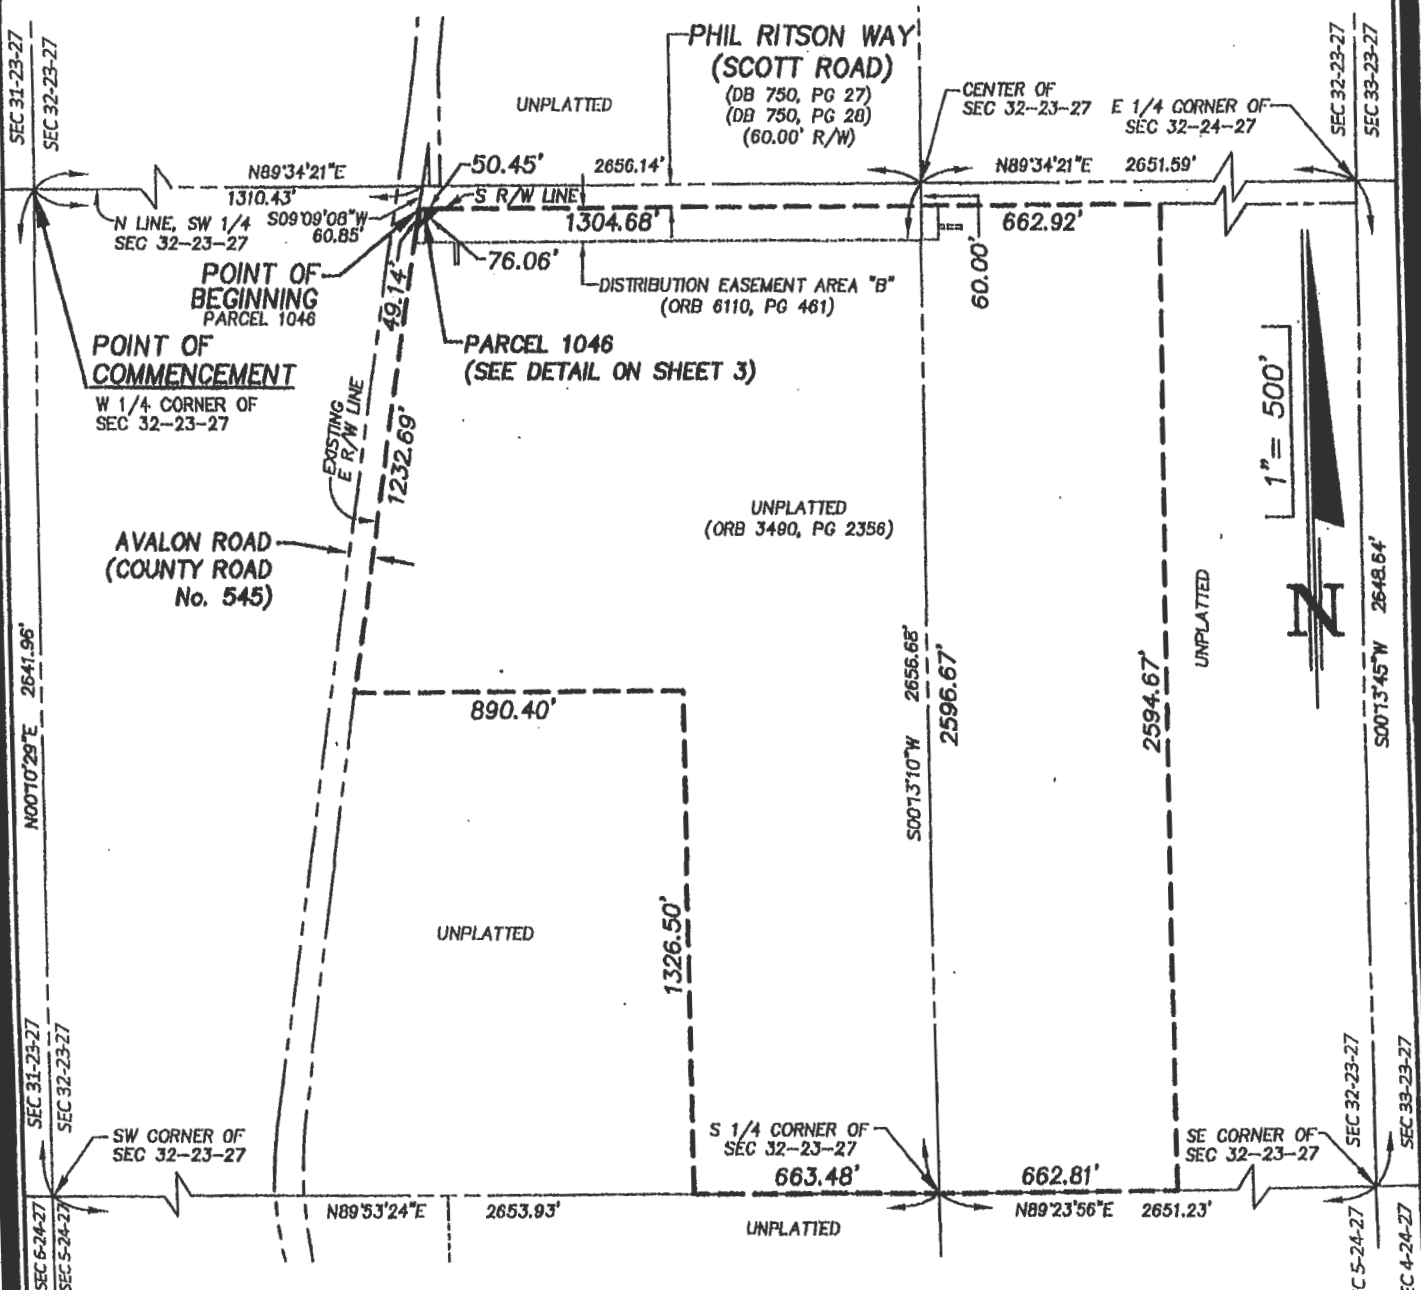 SEC 31-23-27
SEC 32-23-27
UNPLATTED
PHIL RITSON WAY
(SCOTT ROAD)
(DB 750, PG 27)
(DB 750, PG 28)
(60.00' R/W)
CENTER OF
SEC 32-23-27
E 1/4 CORNER OF
SEC 32-24-27
SEC 32-23-27
SEC 33-23-27
N89°34'21"E
1310.43'
50.45'
2656.14'
N89°34'21"E 2651.59'
S R/W LINE
N LINE, SW 1/4
SEC 32-23-27
S09°09'08"W
60.85'
1304.68'
662.92'
60.00'
76.06'
POINT OF
BEGINNING
PARCEL 1046
49.14'
DISTRIBUTION EASEMENT AREA "B"
(ORB 6110, PG 461)
POINT OF
COMMENCEMENT
W 1/4 CORNER OF
SEC 32-23-27
PARCEL 1046
(SEE DETAIL ON SHEET 3)
1"= 500'
EXISTING
E R/W LINE
1232.69'
UNPLATTED
(ORB 3490, PG 2356)
AVALON ROAD
(COUNTY ROAD
No. 545)
UNPLATTED
N
N00°10'29"E 2641.96'
S00°13'10"W 2656.68'
2596.67'
2594.67'
S00°13'45"W 2648.64'
890.40'
1326.50'
UNPLATTED
SEC 31-23-27
SEC 32-23-27
SW CORNER OF
SEC 32-23-27
S 1/4 CORNER OF
SEC 32-23-27
SE CORNER OF
SEC 32-23-27
SEC 32-23-27
SEC 33-23-27
663.48'
662.81'
N89°53'24"E 2653.93'
N89°23'56"E 2651.23'
UNPLATTED
SEC 6-24-27
SEC 5-24-27
C 5-24-27
EC 4-24-27